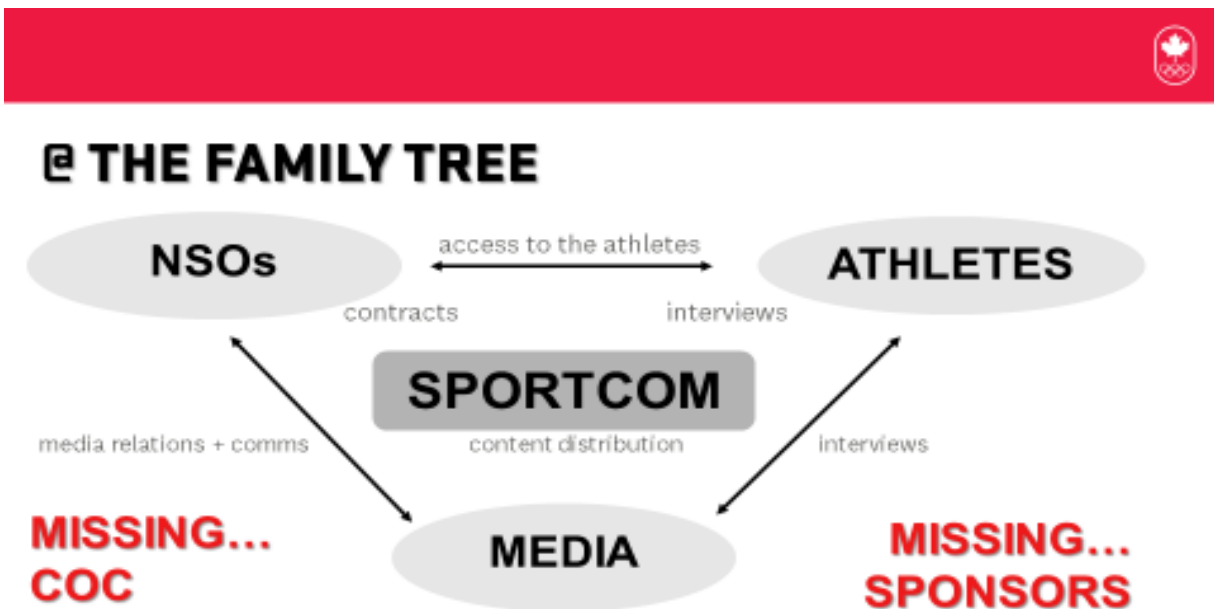 @ THE FAMILY TREE
NSOs
access to the athletes
ATHLETES
contracts
interviews
SPORTCOM
media relations + comms
content distribution
interviews
MISSING...
COC
MEDIA
MISSING...
SPONSORS